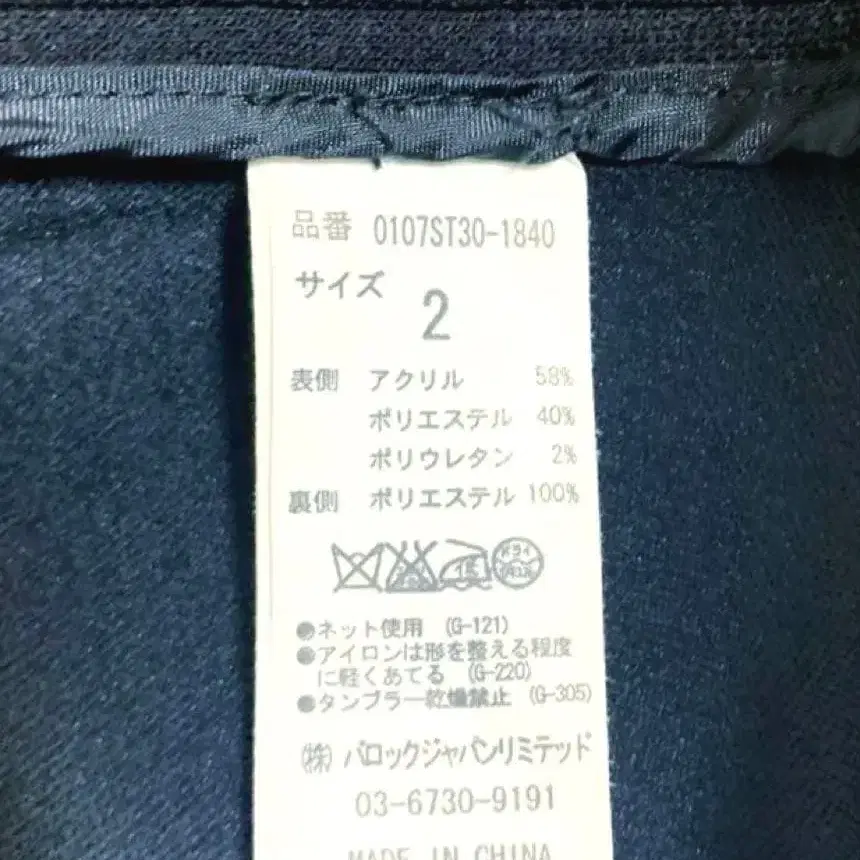 品番 0107ST30-1840
サイズ 2
表側 アクリル 58%
ポリエステル 40%
ポリウレタン 2%
裏側 ポリエステル 100%
ネット使用 (G-121)
アイロンは形を整える程度
に軽くあてる (G-220)
タンブラー乾燥禁止 (G-305)
(株) バロックジャパンリミテッド
03-6730-9191
MADE IN CHINA